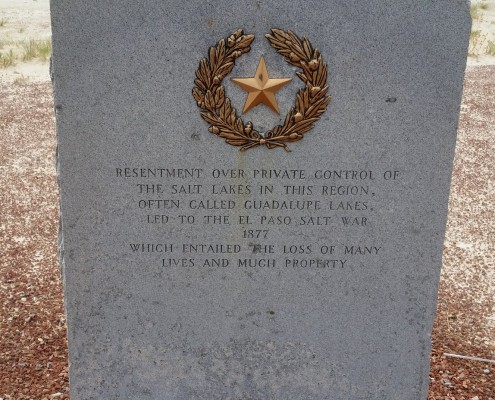 RESENTMENT OVER PRIVATE CONTROL OF
THE SALT LAKES IN THIS REGION,
OFTEN CALLED GUADALUPE LAKES,
LED TO THE EL PASO SALT WAR
1877
WHICH ENTAILED THE LOSS OF MANY
LIVES AND MUCH PROPERTY